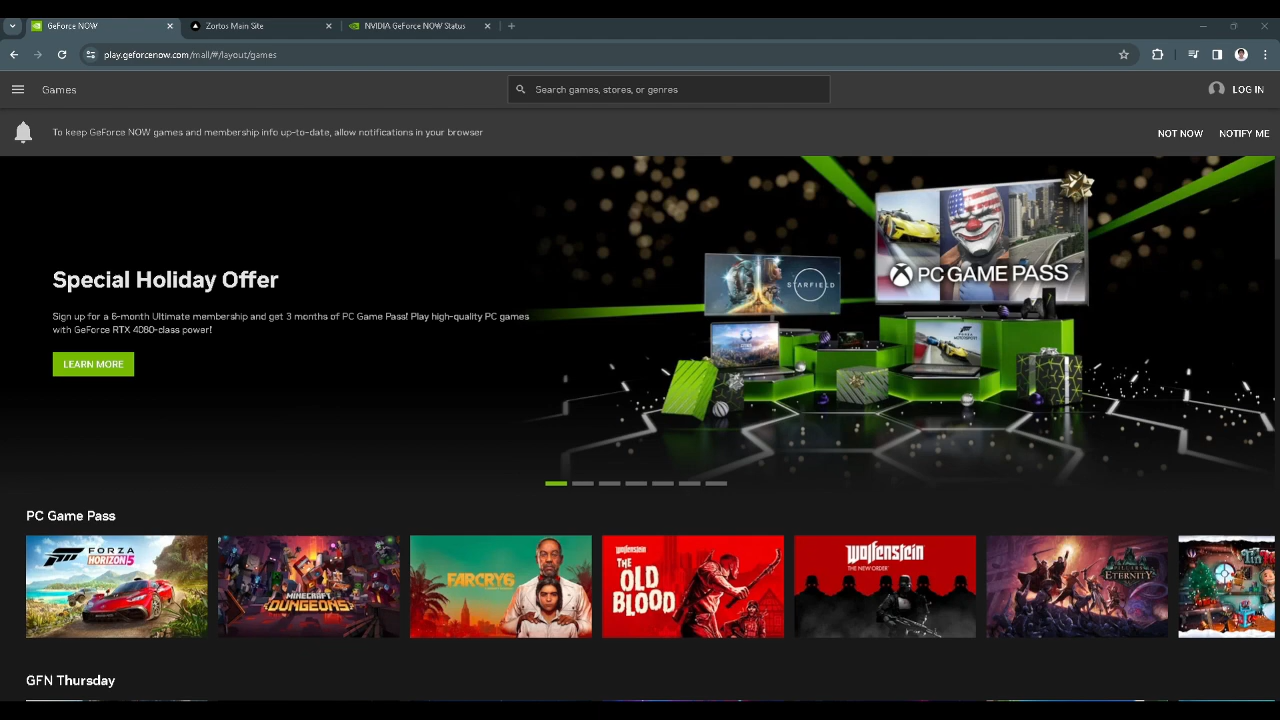 GeForce NOW
Zortos Main Site
NVIDIA GeForce NOW Status
play.geforcenow.com/mall/#/layout/games
Games
Search games, stores, or genres
LOG IN
To keep GeForce NOW games and membership info up-to-date, allow notifications in your browser
NOT NOW
NOTIFY ME
Special Holiday Offer
Sign up for a 6-month Ultimate membership and get 3 months of PC Game Pass! Play high-quality PC games
with GeForce RTX 4080-class power!
LEARN MORE
STARFIELD
PC GAME PASS
PC Game Pass
FORZA
HORIZON 5
MINECRAFT
DUNGEONS
FARCRY6
Wolfenstein
THE
OLD
BLOOD
Wolfenstein
THE NEW ORDER
ETERNITY
GFN Thursday